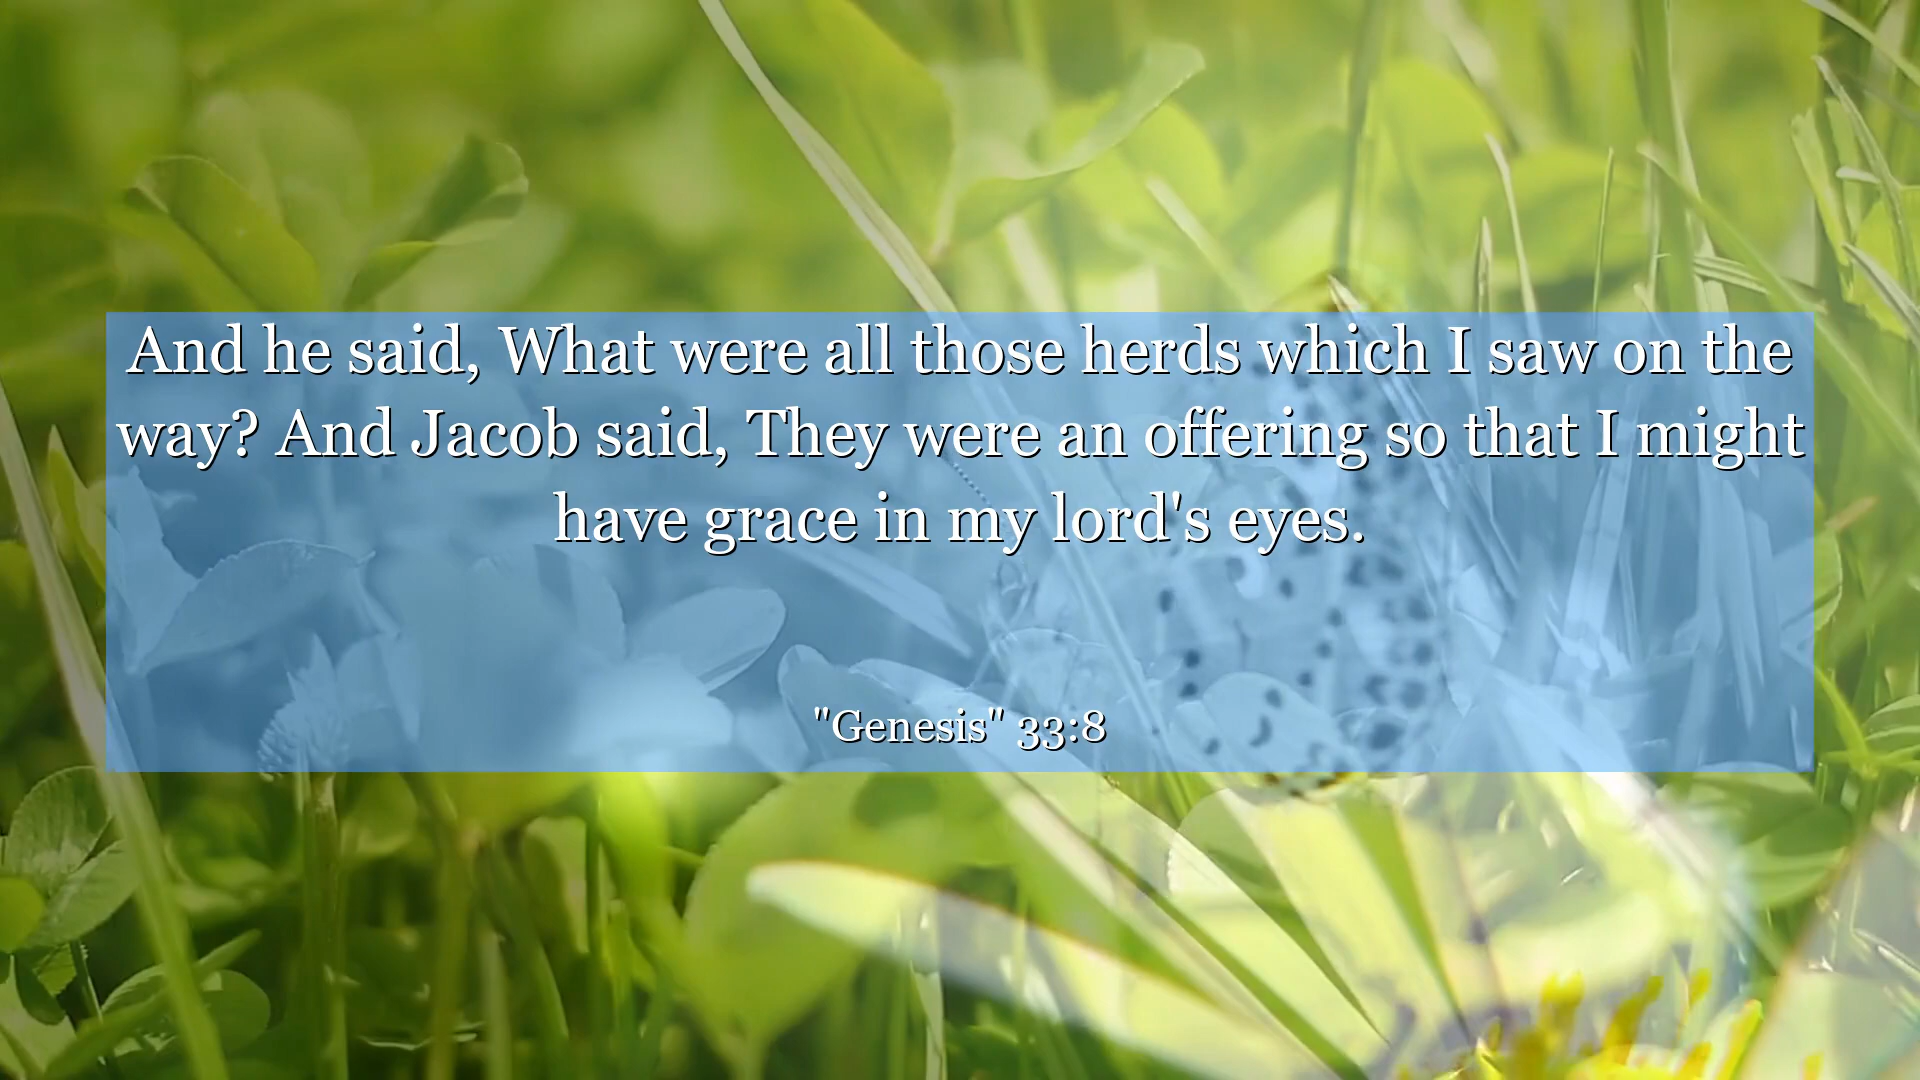 And he said, What were all those herds which I saw on the
way? And Jacob said, They were an offering so that I might
have grace in my lord's eyes.
"Genesis" 33:8